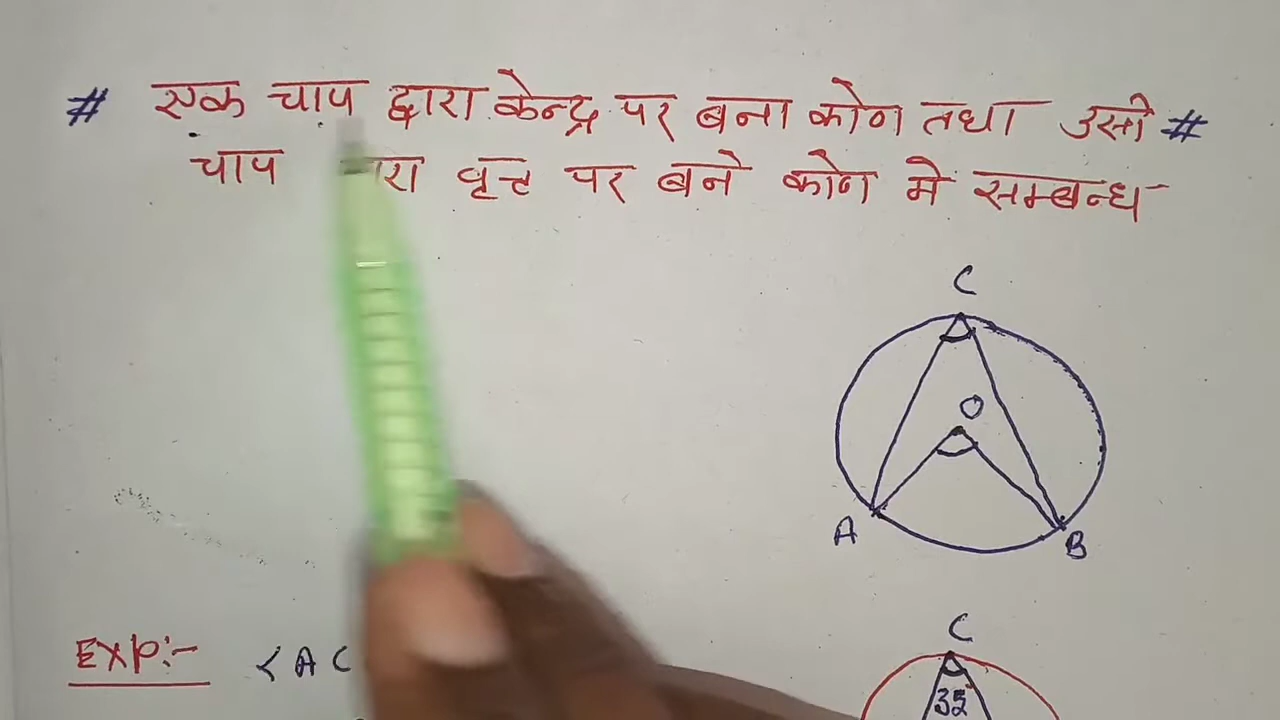 # एक चाप द्वारा केन्द्र पर बना कोण तथा उसी #
चाप वृत्त पर बने कोण मे सम्बन्ध
C
O
A
B
EXP:- < A C
C
35°